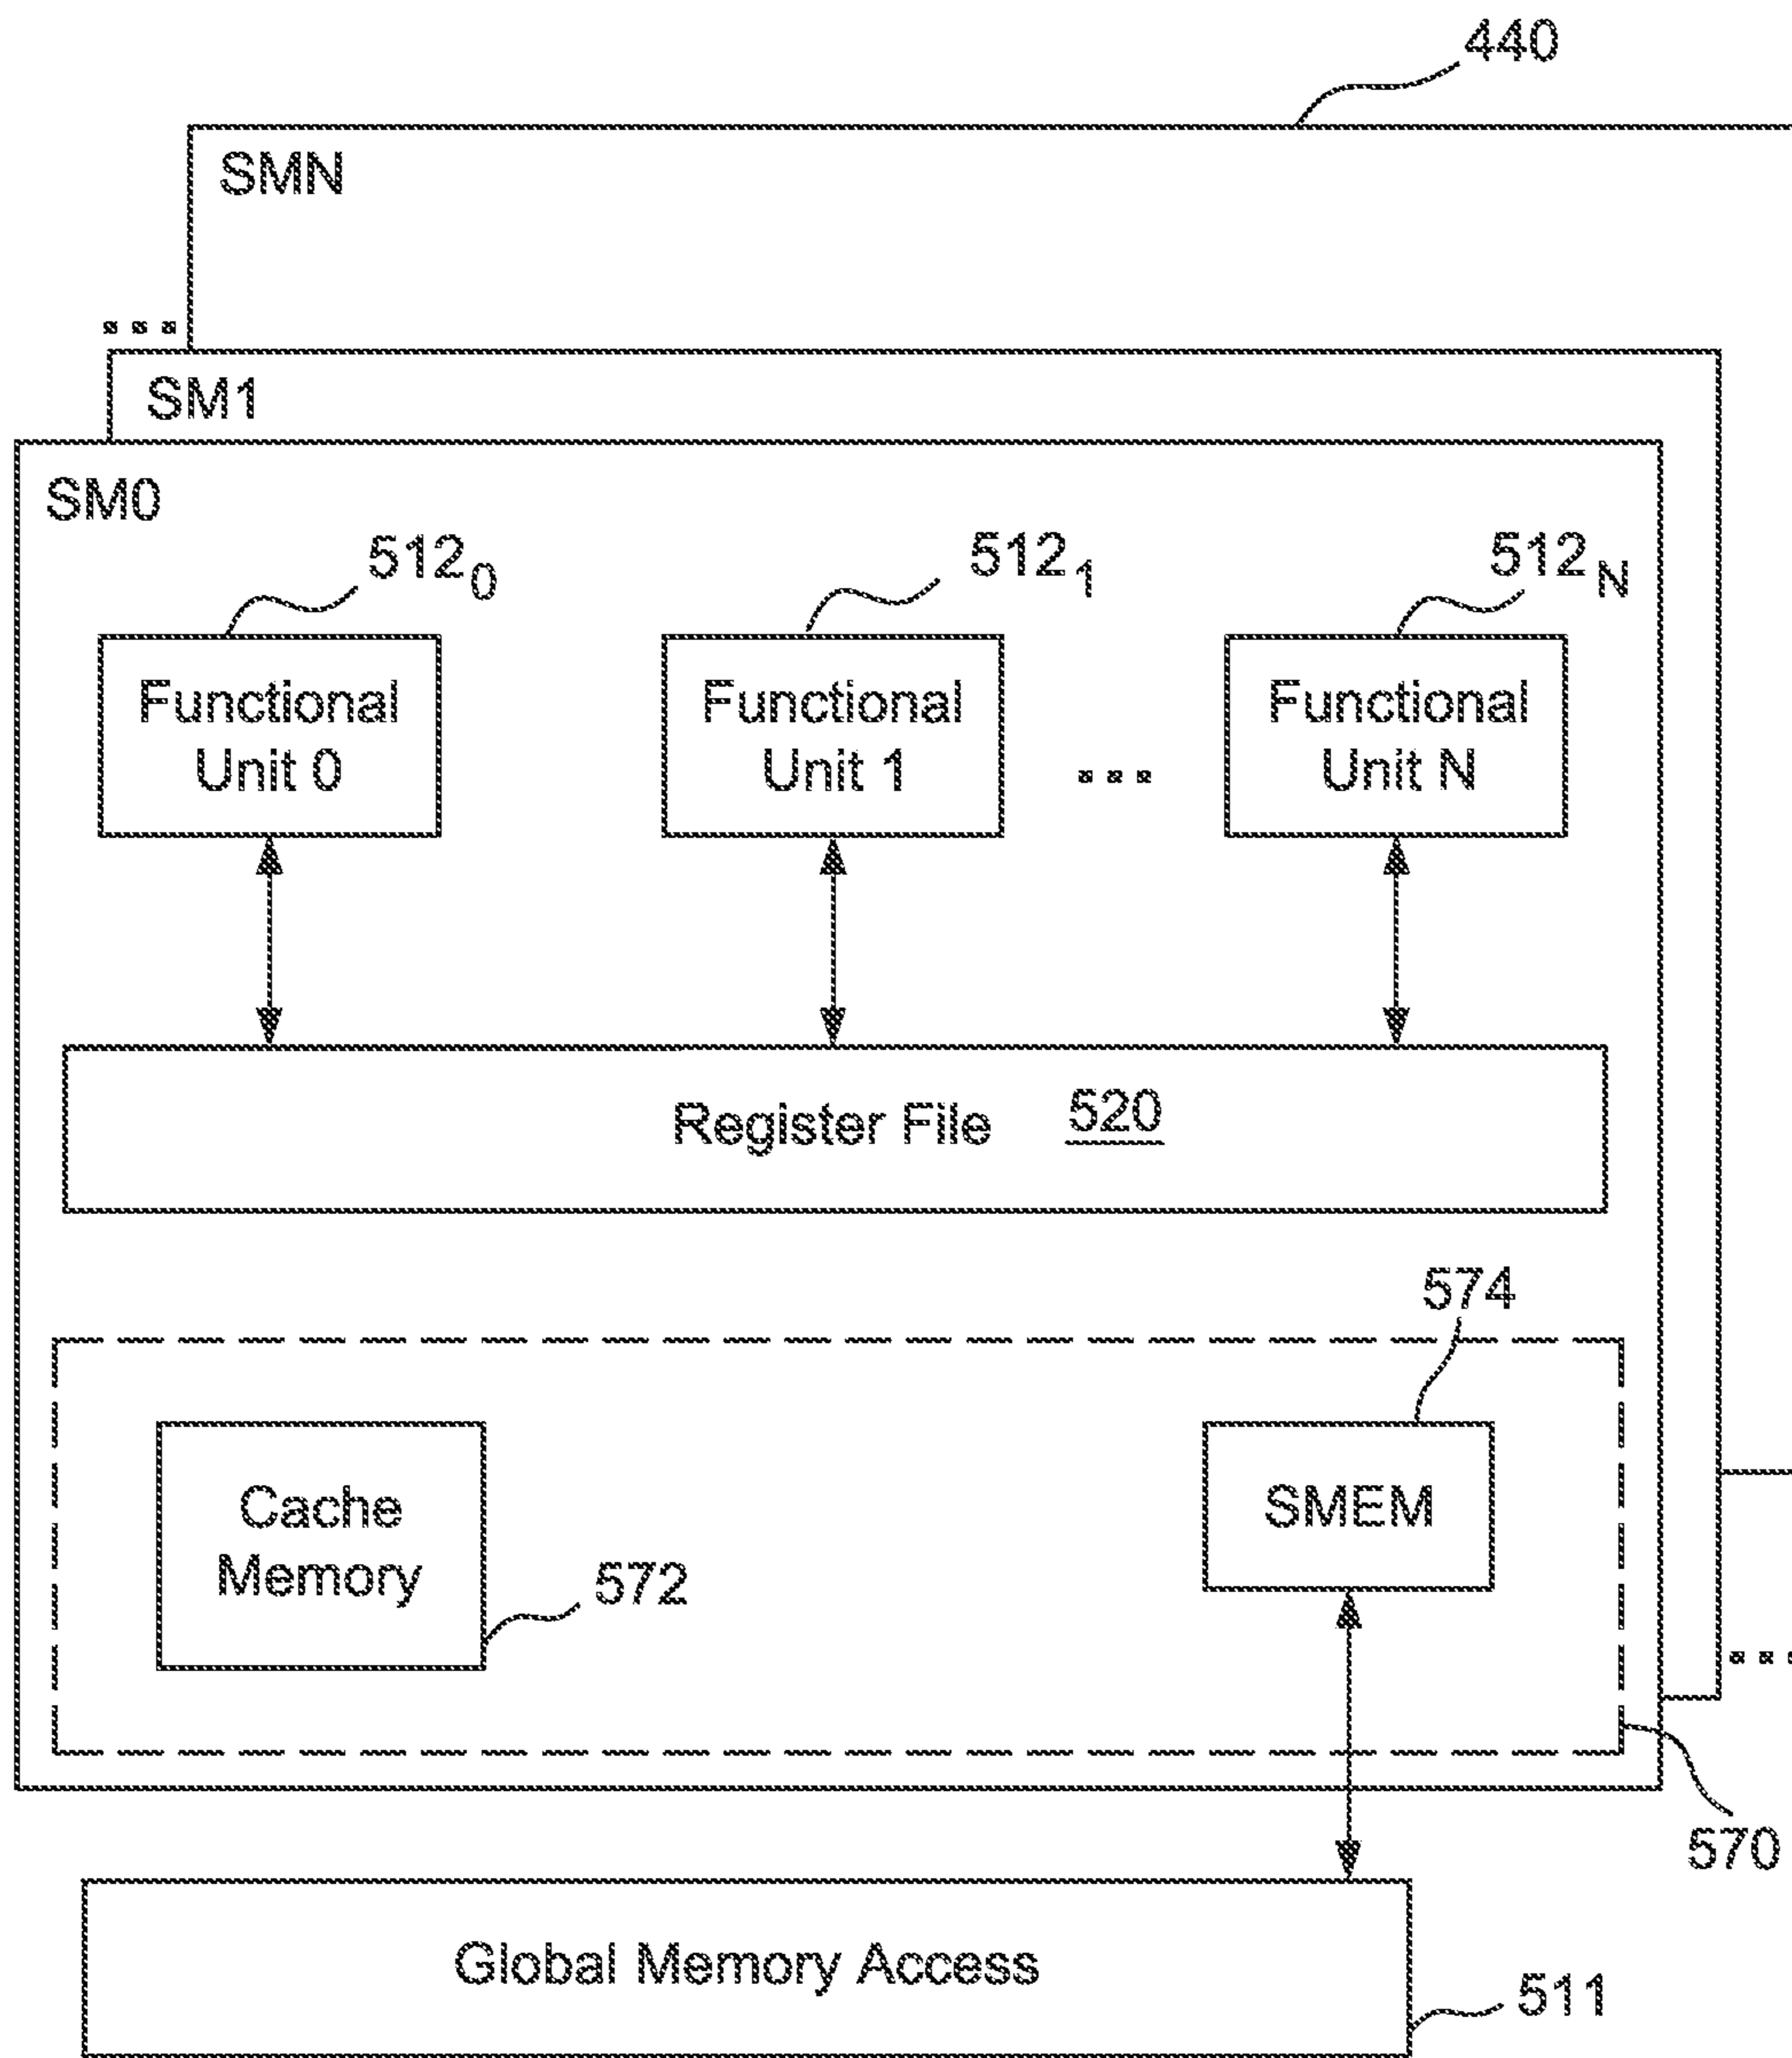 440
SMN
...
SM1
SM0
512₀ 512₁ 512ₙ
Functional Unit 0
Functional Unit 1
...
Functional Unit N
Register File 520
574
Cache
Memory
572
SMEM
...
570
Global Memory Access
511